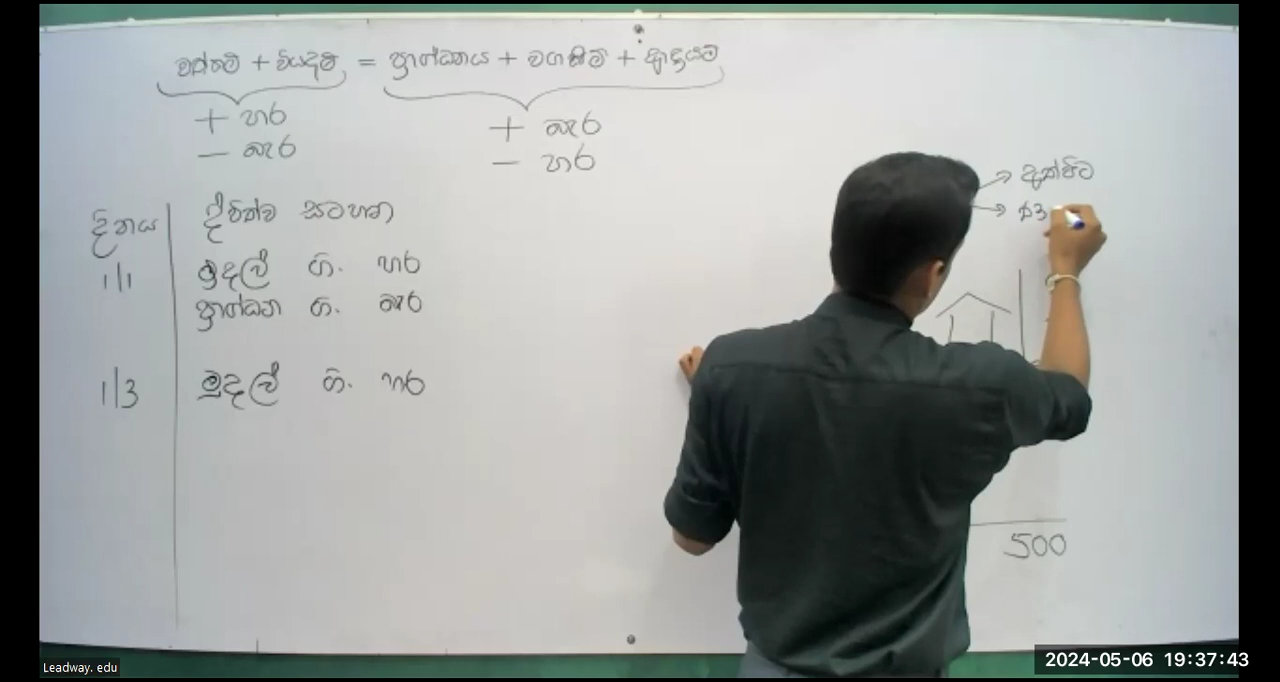 වත්කම් + වියදම් = ප්‍රාග්ධනය + වගකීම් + ආදායම්
+ හර
- බැර
+ බැර
- හර
දිනය
ද්විත්ව සටහන
1/1 මුදල් ගි. හර
ප්‍රාග්ධන ගි. බැර
1/3 මුදල් ගි. හර
→ අත්පිට
→
500
Leadway. edu
2024-05-06 19:37:43